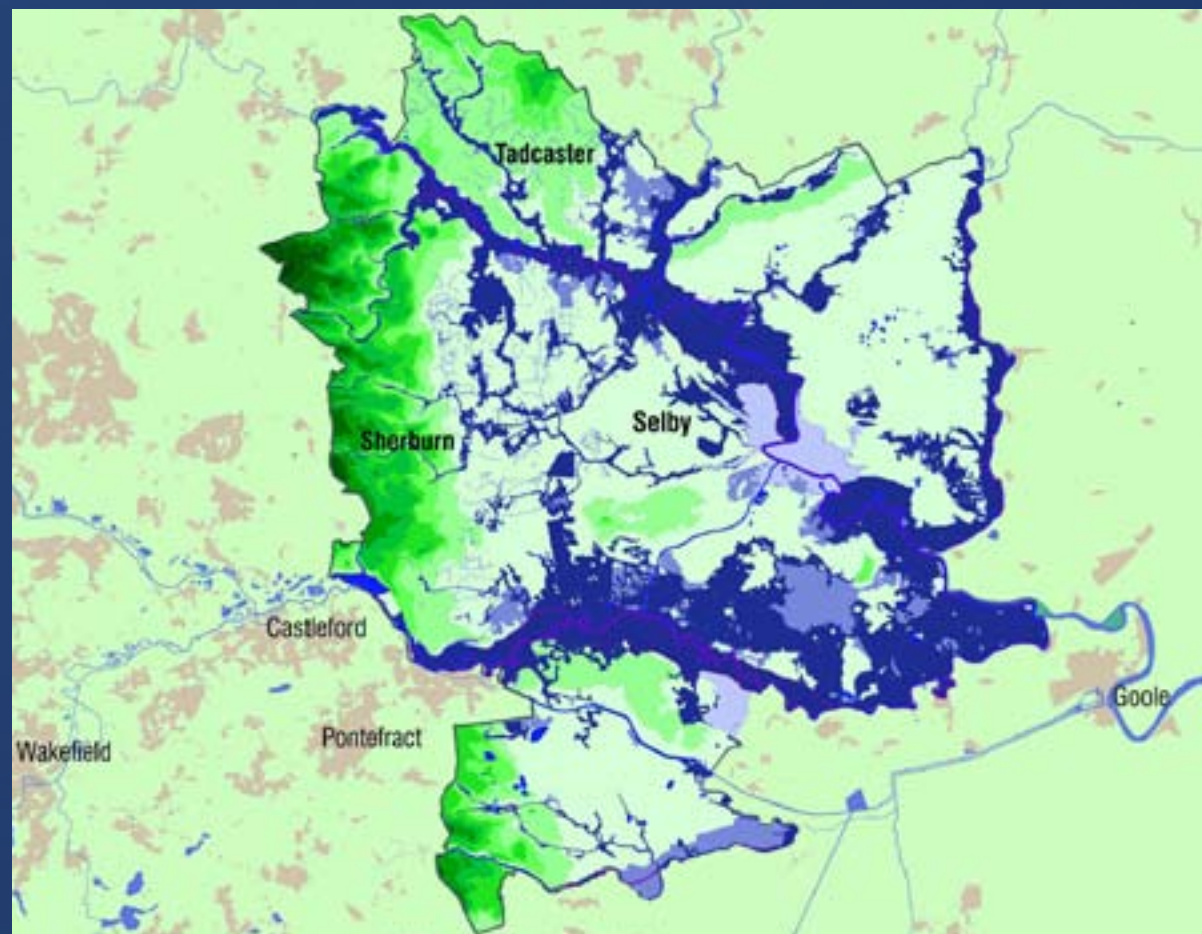 Tadcaster
Selby
Sherburn
Castleford
Goole
Pontefract
Wakefield